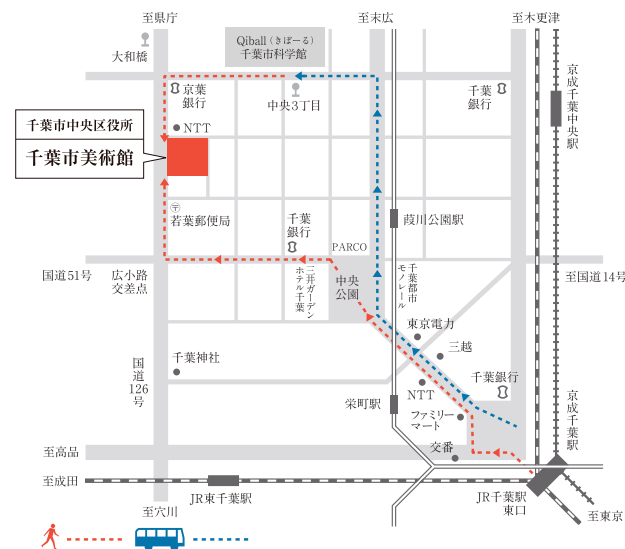 至県庁
至末広
至木更津
Qiball（きぼーる）
千葉市科学館
大和橋
京葉
銀行
中央3丁目
千葉
銀行
京成千葉中央駅
千葉市中央区役所
NTT
千葉市美術館
〒
若葉郵便局
千葉
銀行
葭川公園駅
PARCO
国道51号
広小路
交差点
三井ガーデン
ホテル千葉
中央
公園
千葉都市
モノレール
至国道14号
東京電力
三越
千葉神社
国道
126
号
千葉銀行
NTT
栄町駅
ファミリー
マート
京成千葉駅
至高品
交番
至成田
JR東千葉駅
JR千葉駅
東口
至穴川
至東京